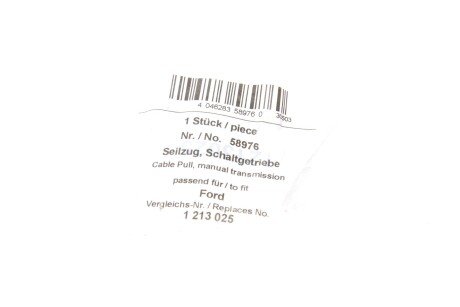 4 046283 58976 0
1 Stück / piece
Nr. / No. 58976
Seilzug, Schaltgetriebe
Cable Pull, manual transmission
passend für / to fit
Ford
Vergleichs-Nr. / Replaces No.
1 213 025